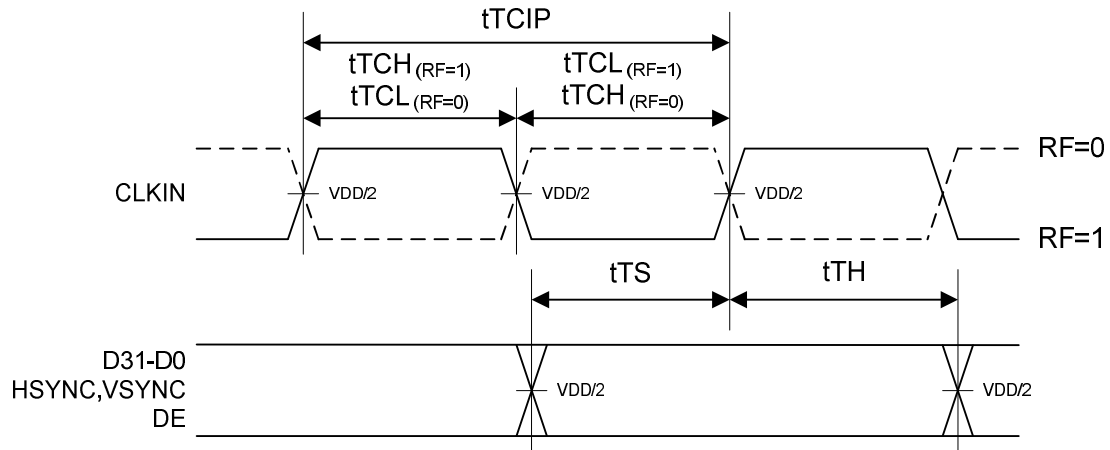 tTCIP
tTCH (RF=1)
tTCL (RF=1)
tTCL (RF=0)
tTCH (RF=0)
RF=0
CLKIN
VDD/2
VDD/2
VDD/2
RF=1
tTS
tTH
D31-D0
HSYNC,VSYNC
DE
VDD/2
VDD/2